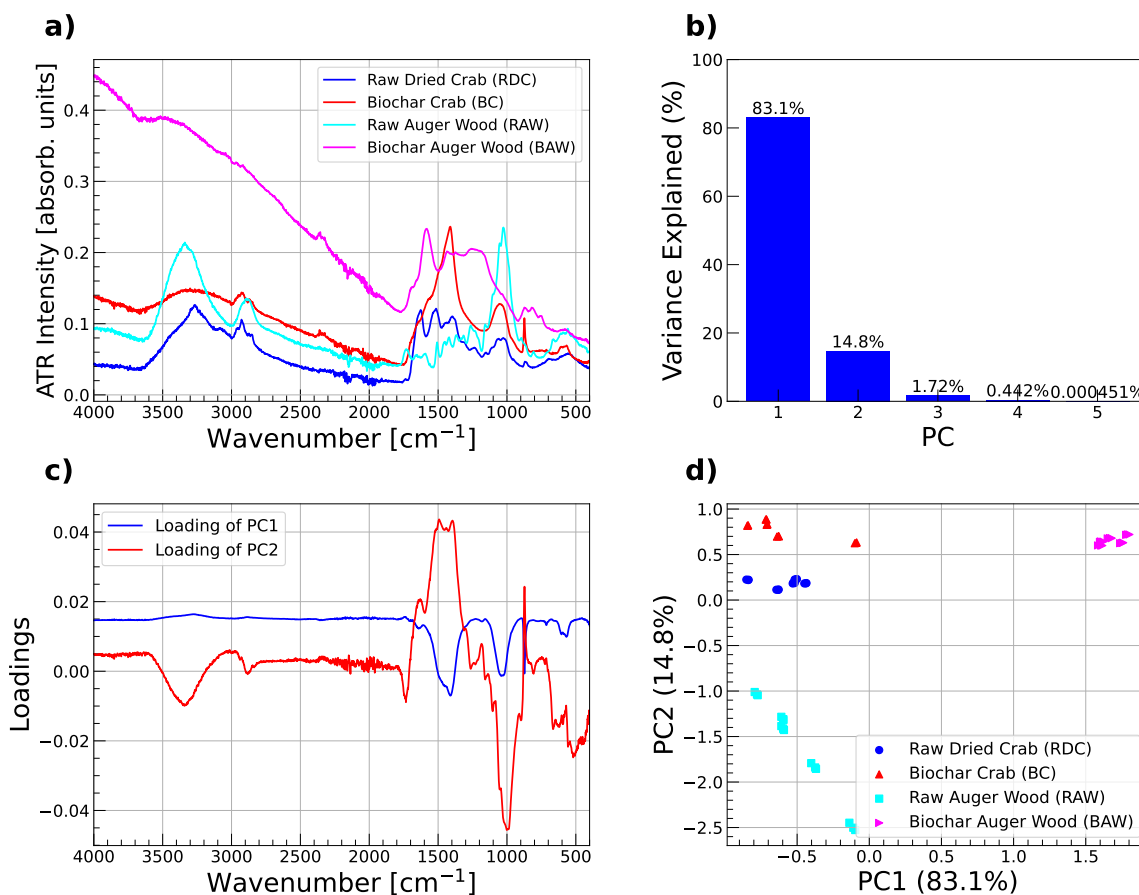 a)
ATR Intensity [absorb. units]
0.4
0.3
0.2
0.1
0.0
Raw Dried Crab (RDC)
Biochar Crab (BC)
Raw Auger Wood (RAW)
Biochar Auger Wood (BAW)
4000 3500 3000 2500 2000 1500 1000 500
Wavenumber [cm⁻¹]
b)
Variance Explained (%)
100
80
60
40
20
0
83.1%
14.8%
1.72%
0.442%
0.000451%
1 2 3 4 5
PC
c)
Loadings
0.04
0.02
0.00
−0.02
−0.04
Loading of PC1
Loading of PC2
4000 3500 3000 2500 2000 1500 1000 500
Wavenumber [cm⁻¹]
d)
PC2 (14.8%)
1.0
0.5
0.0
−0.5
−1.0
−1.5
−2.0
−2.5
Raw Dried Crab (RDC)
Biochar Crab (BC)
Raw Auger Wood (RAW)
Biochar Auger Wood (BAW)
−0.5 0.0 0.5 1.0 1.5
PC1 (83.1%)